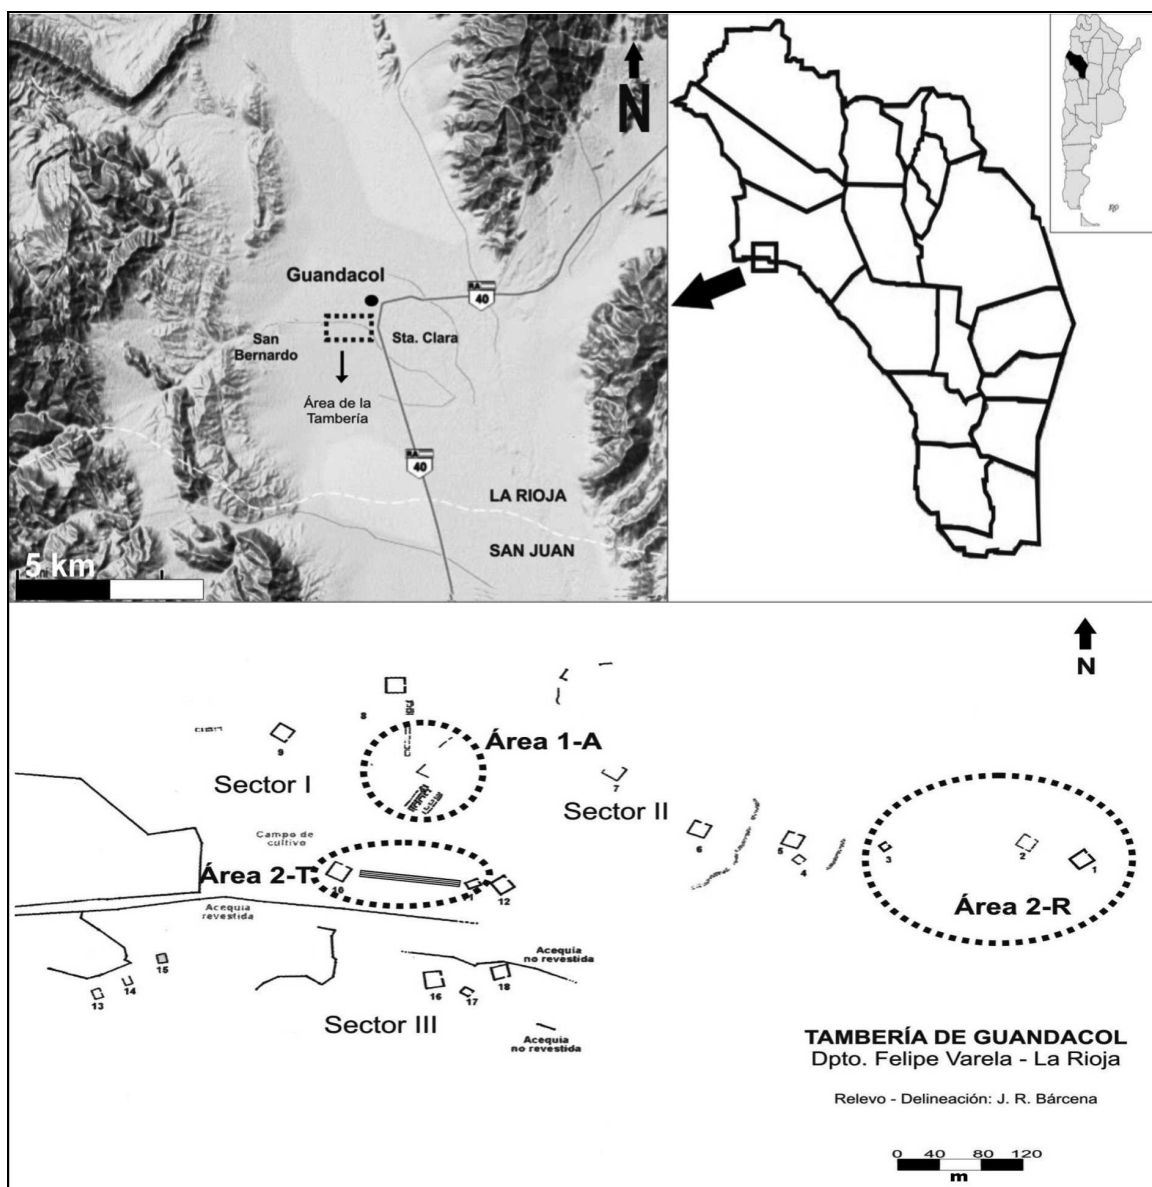 N
Guandacol
RA
40
San
Bernardo
Sta. Clara
Área de la
Tambería
RA
40
LA RIOJA
SAN JUAN
5 km
N
8
Área 1-A
9
Sector I
7
Sector II
Campo de
cultivo
6
5
4
3
2
1
Área 2-T
10
12
Área 2-R
Acequia
revestida
15
14
13
Acequia
no revestida
16
17
18
Sector III
Acequia
no revestida
TAMBERÍA DE GUANDACOL
Dpto. Felipe Varela - La Rioja
Relevo - Delineación: J. R. Bárcena
0 40 80 120
m